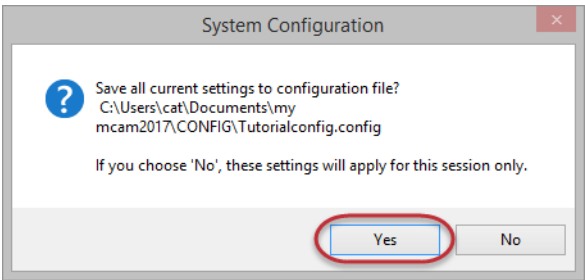 System Configuration
Save all current settings to configuration file?
C:\Users\cat\Documents\my
mcam2017\CONFIG\Tutorialconfig.config
If you choose 'No', these settings will apply for this session only.
Yes
No